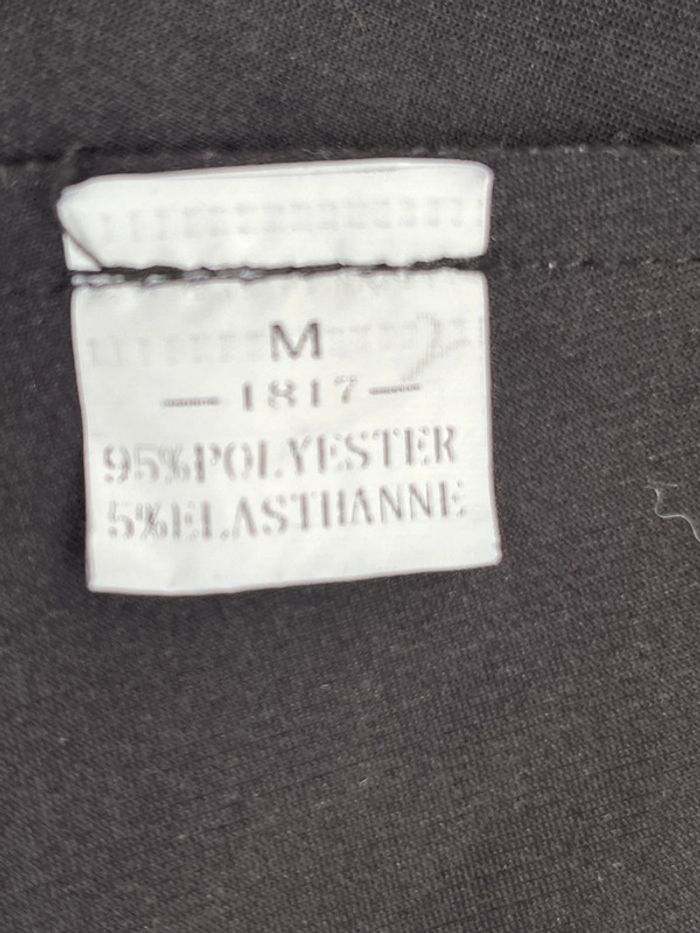 M
— 1817 —
95%POLYESTER
5%ELASTHANNE